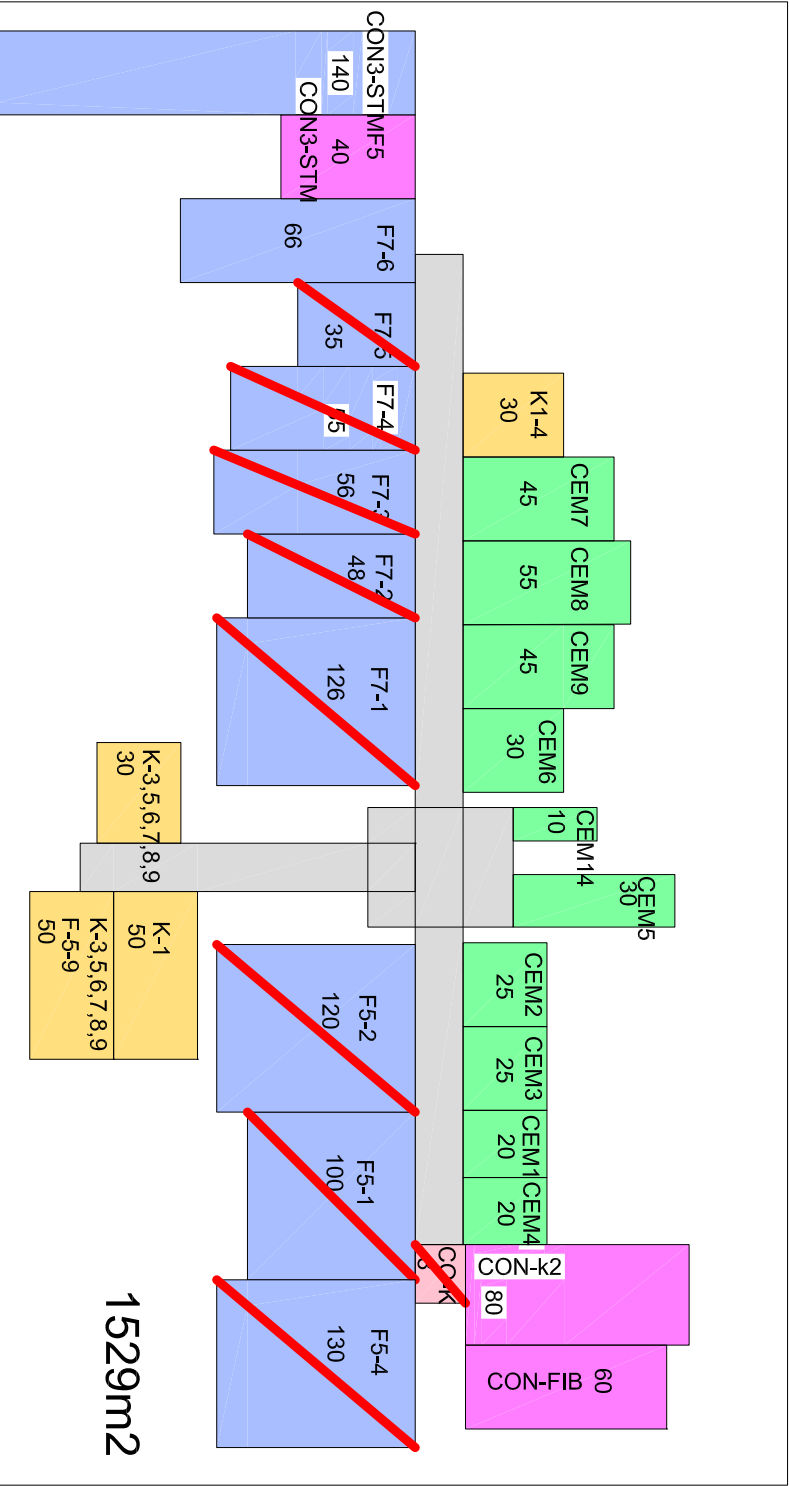 CON3-STMF5
140
CON3-STM
40
F7-6
66
F7-5
35
F7-4
F7-3
56
F7-2
48
F7-1
126
K1-4
30
CEM7
45
CEM8
55
CEM9
45
CEM6
30
CEM14
10
CEM5
30
K-3,5,6,7,8,9
30
K-1
50
K-3,5,6,7,8,9
F-5-9
50
CEM2
25
CEM3
25
CEM1
20
CEM4
20
F5-2
120
F5-1
100
F5-4
130
CON-k2
80
CON-FIB 60
1529m2